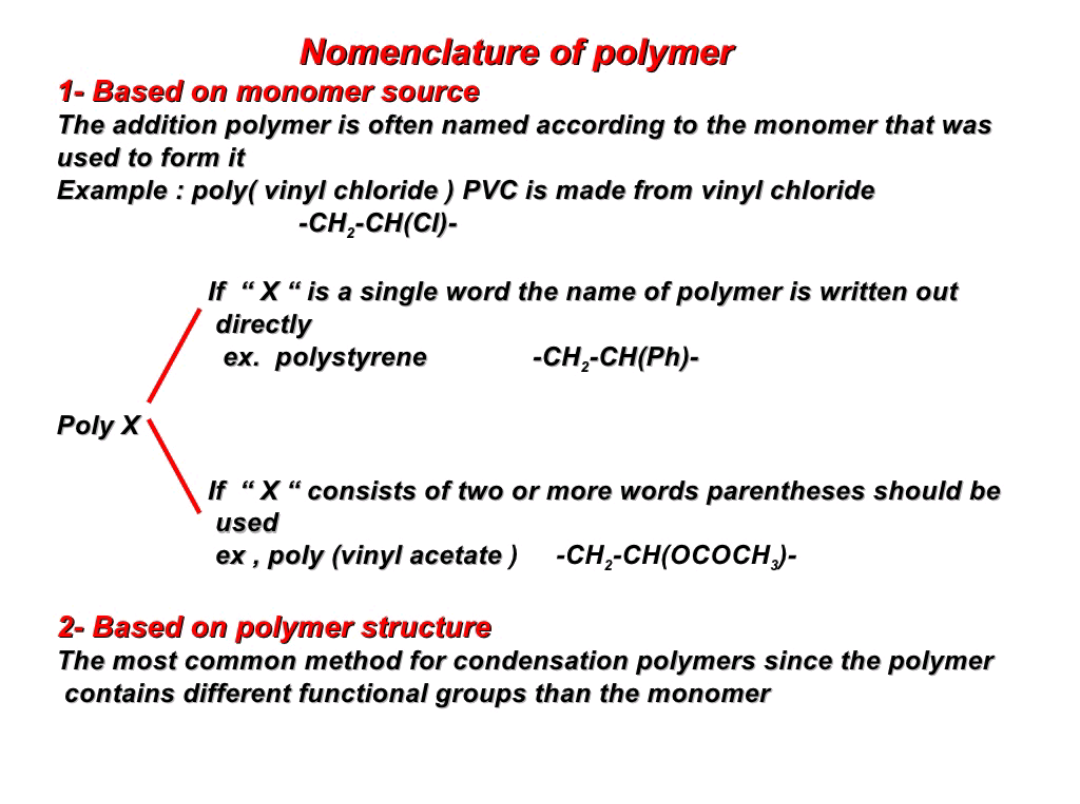 Nomenclature of polymer
1- Based on monomer source
The addition polymer is often named according to the monomer that was
used to form it
Example : poly( vinyl chloride ) PVC is made from vinyl chloride
-CH2-CH(Cl)-
If “ X “ is a single word the name of polymer is written out
directly
ex. polystyrene -CH2-CH(Ph)-
Poly X
If “ X “ consists of two or more words parentheses should be
used
ex , poly (vinyl acetate ) -CH2-CH(OCOCH3)-
2- Based on polymer structure
The most common method for condensation polymers since the polymer
contains different functional groups than the monomer